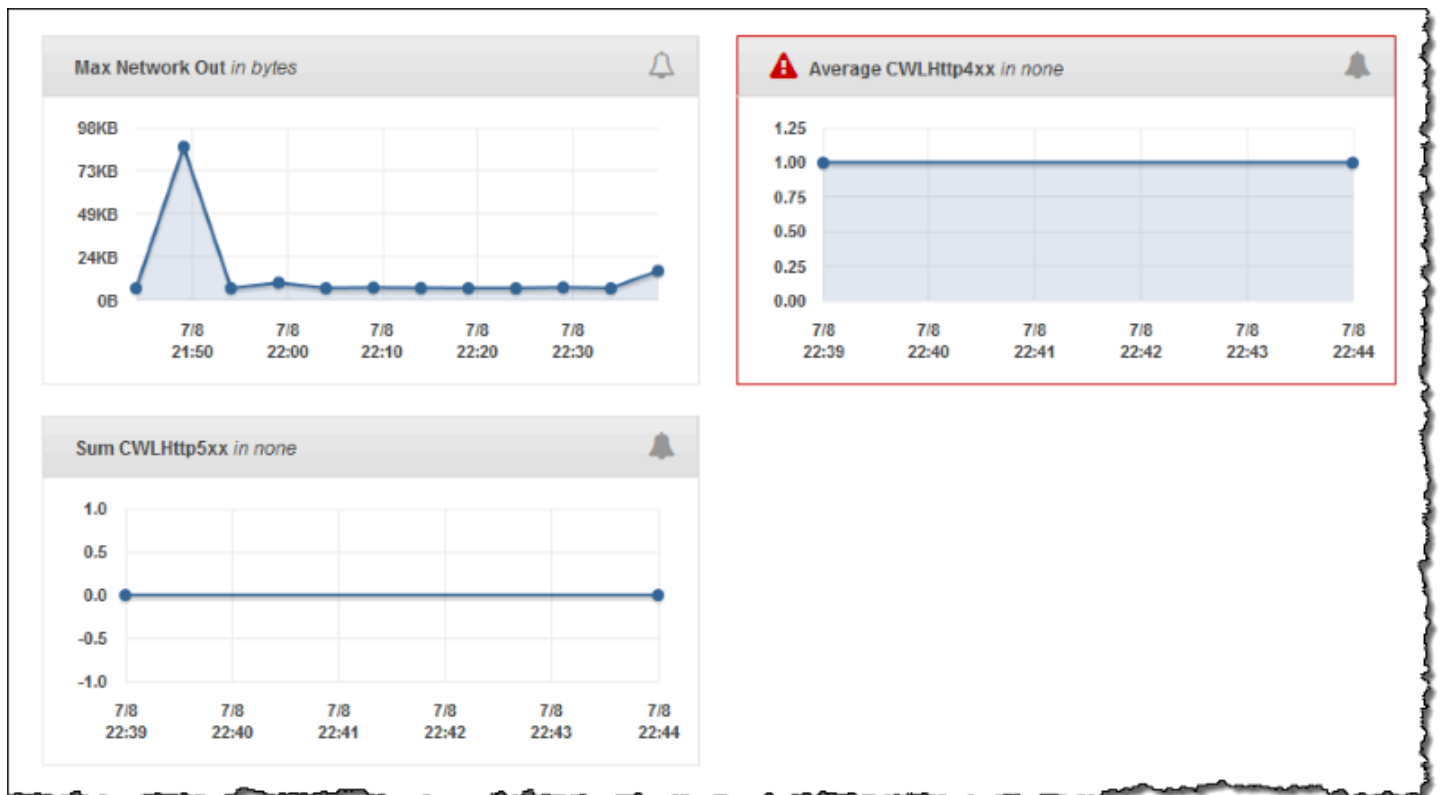 Max Network Out in bytes
98KB
73KB
49KB
24KB
0B
7/8 7/8 7/8 7/8 7/8
21:50 22:00 22:10 22:20 22:30
Average CWLHttp4xx in none
1.25
1.00
0.75
0.50
0.25
0.00
7/8 7/8 7/8 7/8 7/8 7/8
22:39 22:40 22:41 22:42 22:43 22:44
Sum CWLHttp5xx in none
1.0
0.5
0.0
-0.5
-1.0
7/8 7/8 7/8 7/8 7/8 7/8
22:39 22:40 22:41 22:42 22:43 22:44